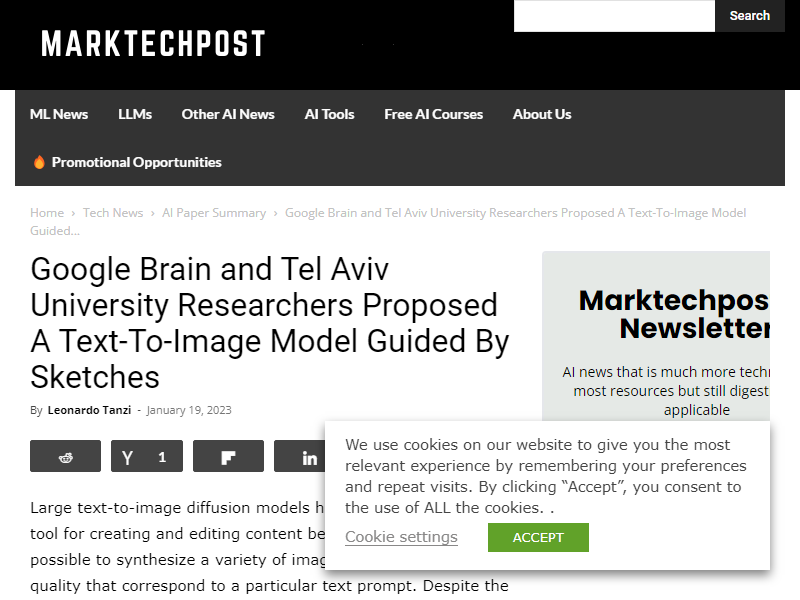 MARKTECHPOST
Search
ML News LLMs Other AI News AI Tools Free AI Courses About Us
Promotional Opportunities
Home › Tech News › AI Paper Summary › Google Brain and Tel Aviv University Researchers Proposed A Text-To-Image Model
Guided...
Google Brain and Tel Aviv
University Researchers Proposed
A Text-To-Image Model Guided By
Sketches
By Leonardo Tanzi - January 19, 2023
Y 1
in
Large text-to-image diffusion models h
tool for creating and editing content be
possible to synthesize a variety of imag
quality that correspond to a particular text prompt. Despite the
Marktechpos
Newsletter
AI news that is much more techn
most resources but still digest
applicable
We use cookies on our website to give you the most
relevant experience by remembering your preferences
and repeat visits. By clicking “Accept”, you consent to
the use of ALL the cookies. .
Cookie settings
ACCEPT